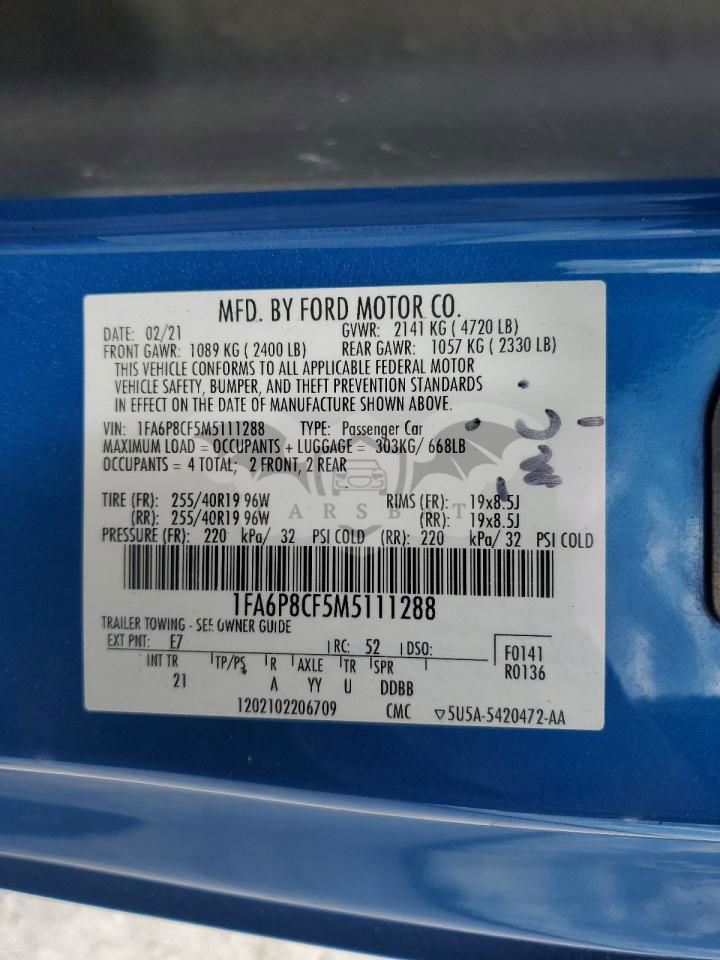 MFD. BY FORD MOTOR CO.
DATE: 02/21 GVWR: 2141 KG ( 4720 LB)
FRONT GAWR: 1089 KG ( 2400 LB) REAR GAWR: 1057 KG ( 2330 LB)
THIS VEHICLE CONFORMS TO ALL APPLICABLE FEDERAL MOTOR
VEHICLE SAFETY, BUMPER, AND THEFT PREVENTION STANDARDS
IN EFFECT ON THE DATE OF MANUFACTURE SHOWN ABOVE.
VIN: 1FA6P8CF5M5111288 TYPE: Passenger Car
MAXIMUM LOAD = OCCUPANTS + LUGGAGE = 303KG/ 668LB
OCCUPANTS = 4 TOTAL; 2 FRONT, 2 REAR
TIRE (FR): 255/40R19 96W RIMS (FR): 19x8.5J
(RR): 255/40R19 96W (RR): 19x8.5J
PRESSURE (FR): 220 kPa/ 32 PSI COLD (RR): 220 kPa/ 32 PSI COLD
1FA6P8CF5M5111288
TRAILER TOWING - SEE OWNER GUIDE
EXT PNT: E7 RC: 52 DSO: F0141
R0136
INT TR TP/PS R AXLE TR SPR
21 A YY U DDBB
1202102206709 CMC ▽5U5A-5420472-AA